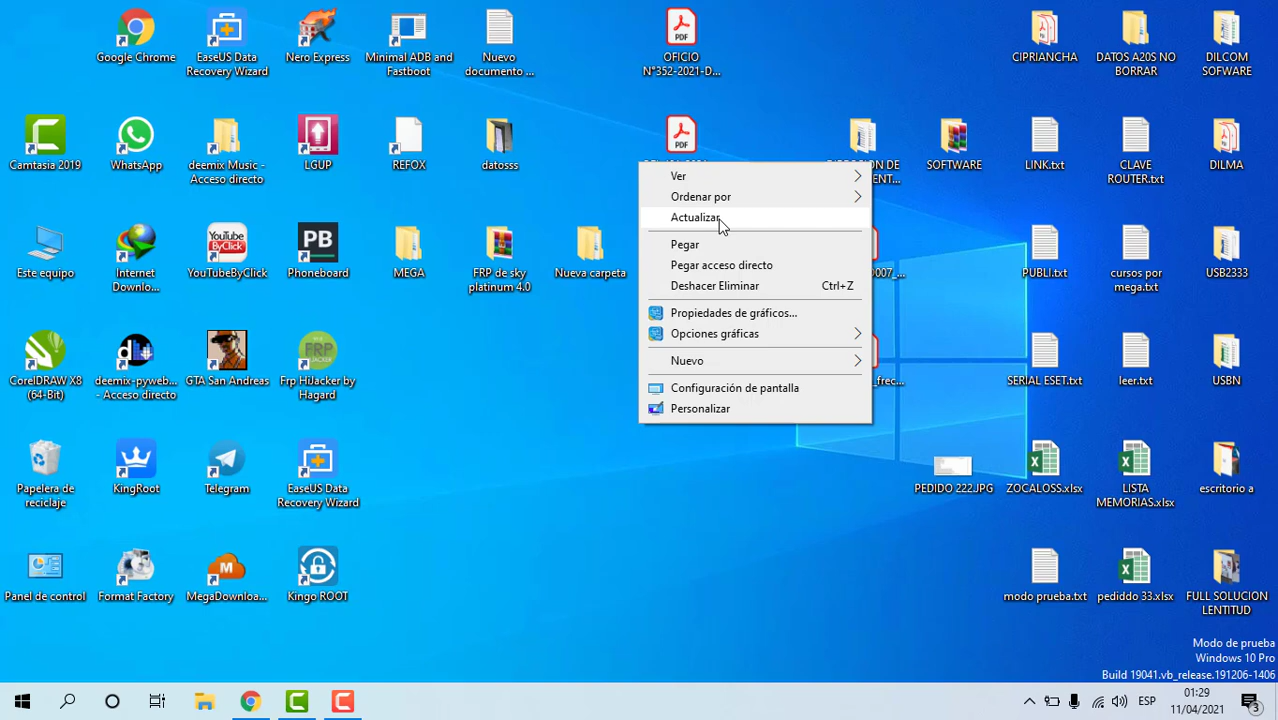 Google Chrome
EaseUS Data
Recovery Wizard
Nero Express
Minimal ADB and
Fastboot
Nuevo
documento ...
PDF
OFICIO
N°352-2021-D...
CIPRIANCHA
DATOS A20S NO
BORRAR
DILCOM
SOFWARE
Camtasia 2019
WhatsApp
deemix Music -
Acceso directo
LGUP
REFOX
datosss
PDF
DE
SOFTWARE
LINK.txt
CLAVE
ROUTER.txt
DILMA
Este equipo
Internet
Downlo...
YouTubeByClick
Phoneboard
MEGA
FRP de sky
platinum 4.0
Nueva carpeta
0007_...
PUBLI.txt
cursos por
mega.txt
USB2333
CorelDRAW X8
(64-Bit)
deemix-pyweb...
- Acceso directo
GTA San Andreas
Frp HiJacker by
Hagard
_frec...
SERIAL ESET.txt
leer.txt
USBN
Papelera de
reciclaje
KingRoot
Telegram
EaseUS Data
Recovery Wizard
PEDIDO 222.JPG
ZOCALOSS.xlsx
LISTA
MEMORIAS.xlsx
escritorio a
Panel de control
Format Factory
MegaDownloa...
Kingo ROOT
modo prueba.txt
pediddo 33.xlsx
FULL SOLUCION
LENTITUD
Ver
Ordenar por
Actualizar
Pegar
Pegar acceso directo
Deshacer Eliminar Ctrl+Z
Propiedades de gráficos...
Opciones gráficas
Nuevo
Configuración de pantalla
Personalizar
Modo de prueba
Windows 10 Pro
Build 19041.vb_release.191206-1406
ESP
01:29
11/04/2021
3